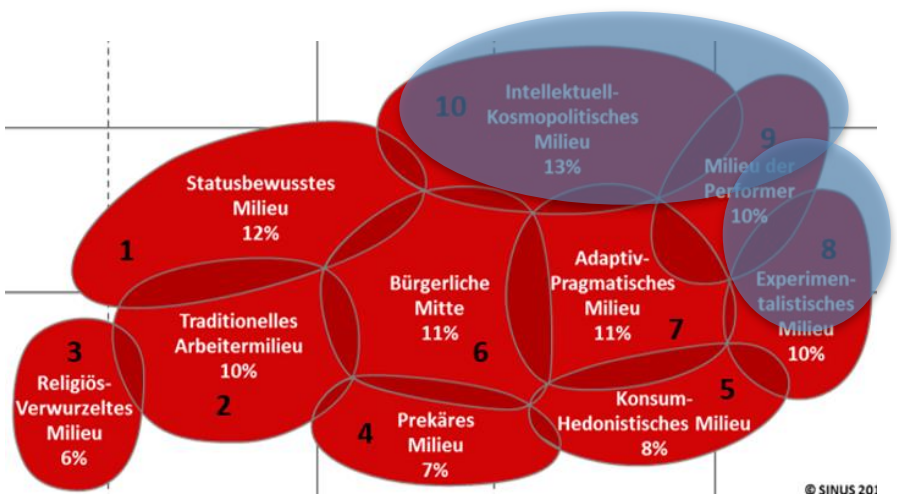 10
Intellektuell-
Kosmopolitisches
Milieu
13%
9
Milieu der
Performer
10%
Statusbewusstes
Milieu
12%
1
8
Experimen-
talistisches
Milieu
10%
Adaptiv-
Pragmatisches
Milieu
11%
7
Bürgerliche
Mitte
11%
6
Traditionelles
Arbeitermilieu
10%
2
3
Religiös-
Verwurzeltes
Milieu
6%
5
Konsum-
Hedonistisches Milieu
8%
4
Prekäres
Milieu
7%
© SINUS 201